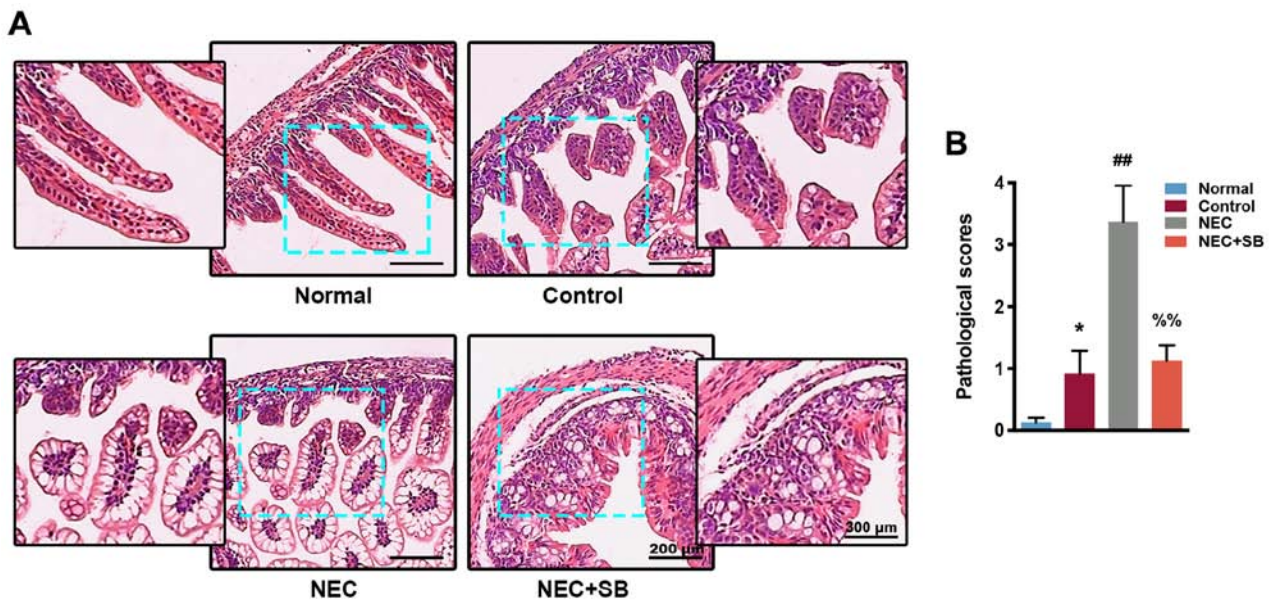 A
Normal
Control
NEC
NEC+SB
200 µm
300 µm
B
Pathological scores
4
3
2
1
0
*
##
%%
Normal
Control
NEC
NEC+SB